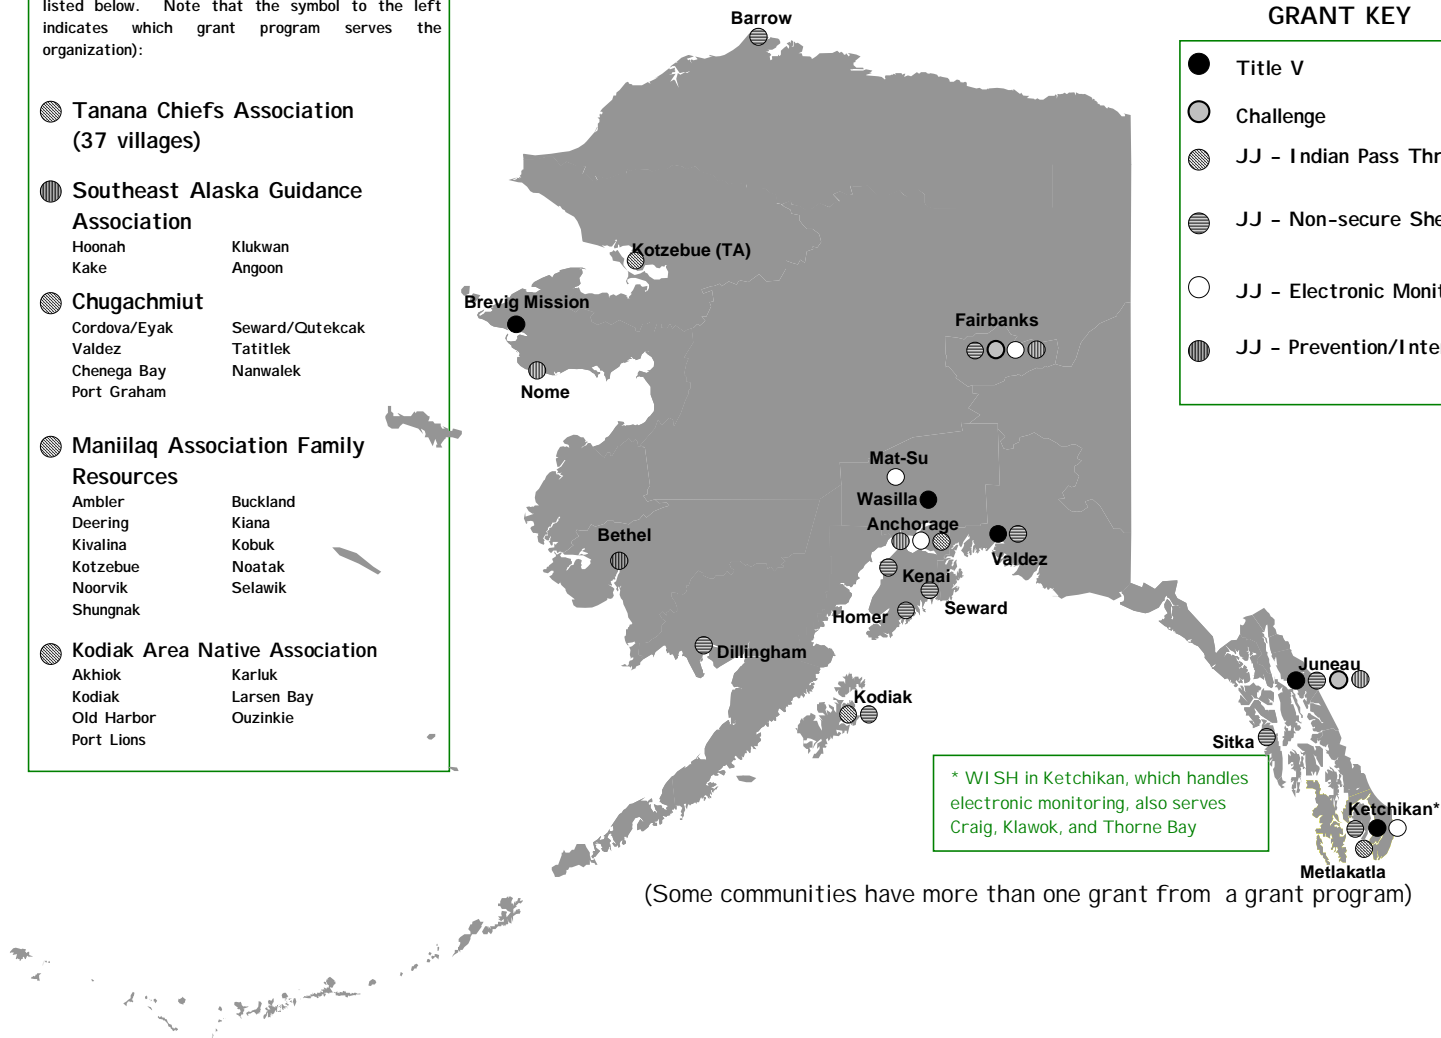 listed below. Note that the symbol to the left
indicates which grant program serves the
organization):
Tanana Chiefs Association
(37 villages)
Southeast Alaska Guidance
Association
Hoonah Klukwan
Kake Angoon
Chugachmiut
Cordova/Eyak Seward/Qutekcak
Valdez Tatitlek
Chenega Bay Nanwalek
Port Graham
Maniilaq Association Family
Resources
Ambler Buckland
Deering Kiana
Kivalina Kobuk
Kotzebue Noatak
Noorvik Selawik
Shungnak
Kodiak Area Native Association
Akhiok Karluk
Kodiak Larsen Bay
Old Harbor Ouzinkie
Port Lions
Barrow
Kotzebue (TA)
Brevig Mission
Nome
Fairbanks
Mat-Su
Wasilla
Anchorage
Bethel
Valdez
Kenai
Seward
Homer
Dillingham
Kodiak
Juneau
Sitka
Ketchikan*
Metlakatla
GRANT KEY
Title V
Challenge
JJ - Indian Pass Thr
JJ - Non-secure She
JJ - Electronic Monit
JJ - Prevention/Inte
* WISH in Ketchikan, which handles
electronic monitoring, also serves
Craig, Klawok, and Thorne Bay
(Some communities have more than one grant from a grant program)